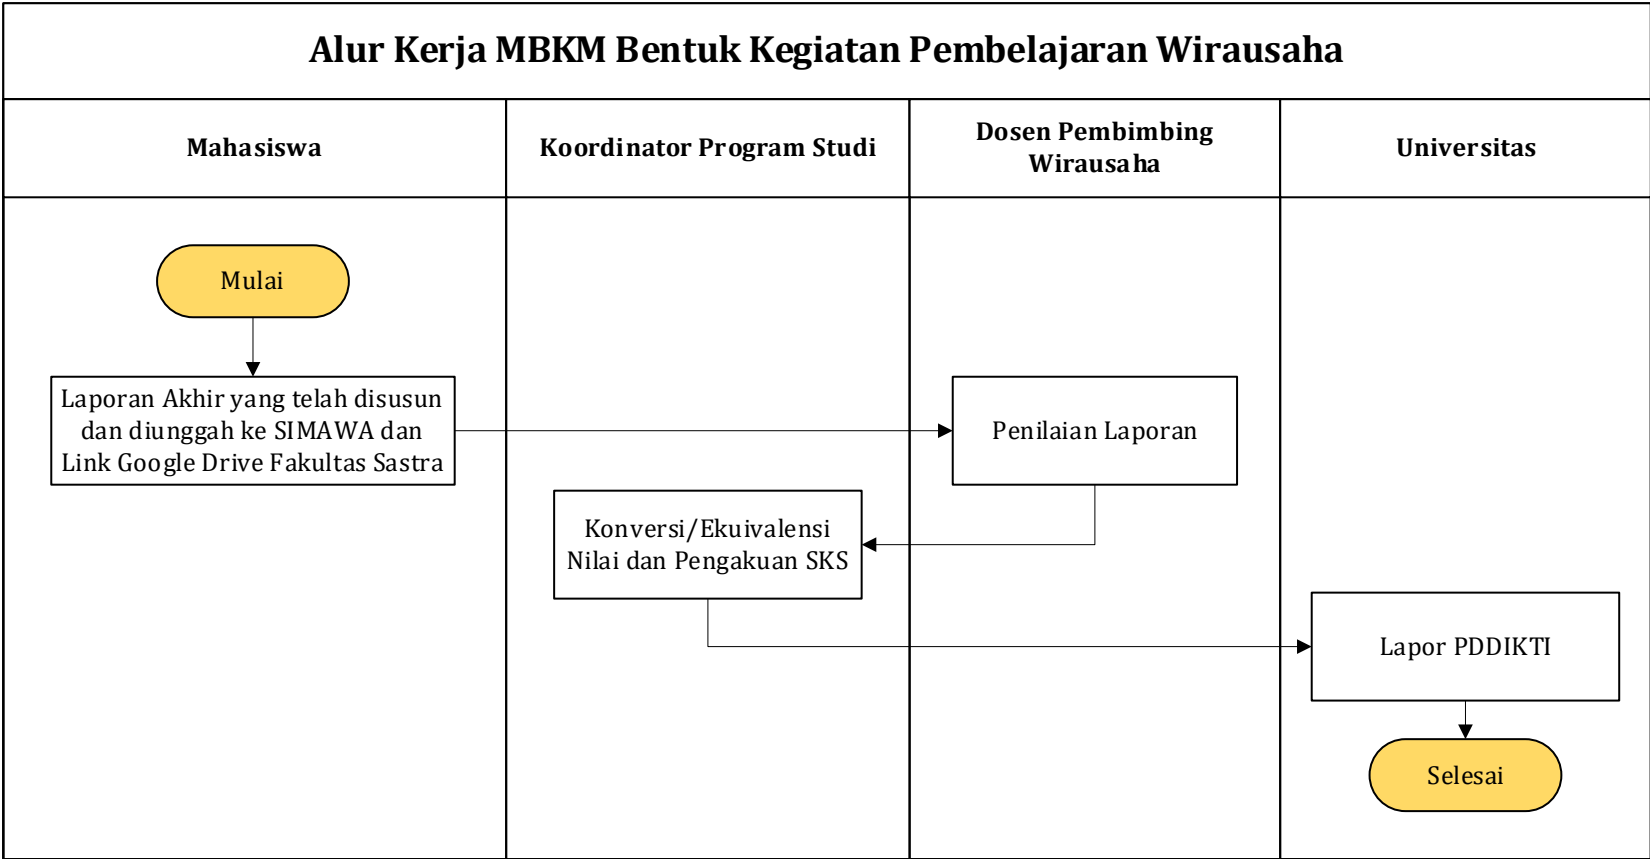 Alur Kerja MBKM Bentuk Kegiatan Pembelajaran Wirausaha
Mahasiswa
Koordinator Program Studi
Dosen Pembimbing
Wirausaha
Universitas
Mulai
Laporan Akhir yang telah disusun
dan diunggah ke SIMAWA dan
Link Google Drive Fakultas Sastra
Penilaian Laporan
Konversi/Ekuivalensi
Nilai dan Pengakuan SKS
Lapor PDDIKTI
Selesai